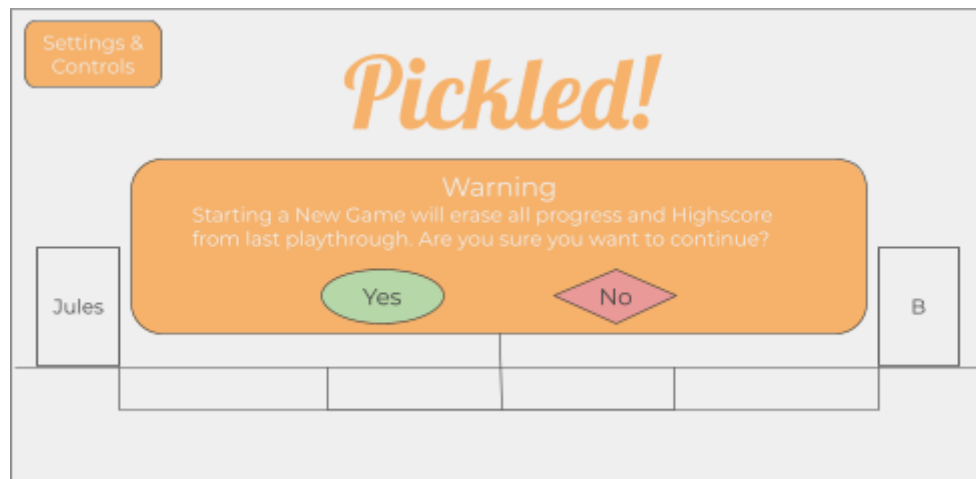 Settings &
Controls
Pickled!
Warning
Starting a New Game will erase all progress and Highscore
from last playthrough. Are you sure you want to continue?
Yes
No
Jules
B